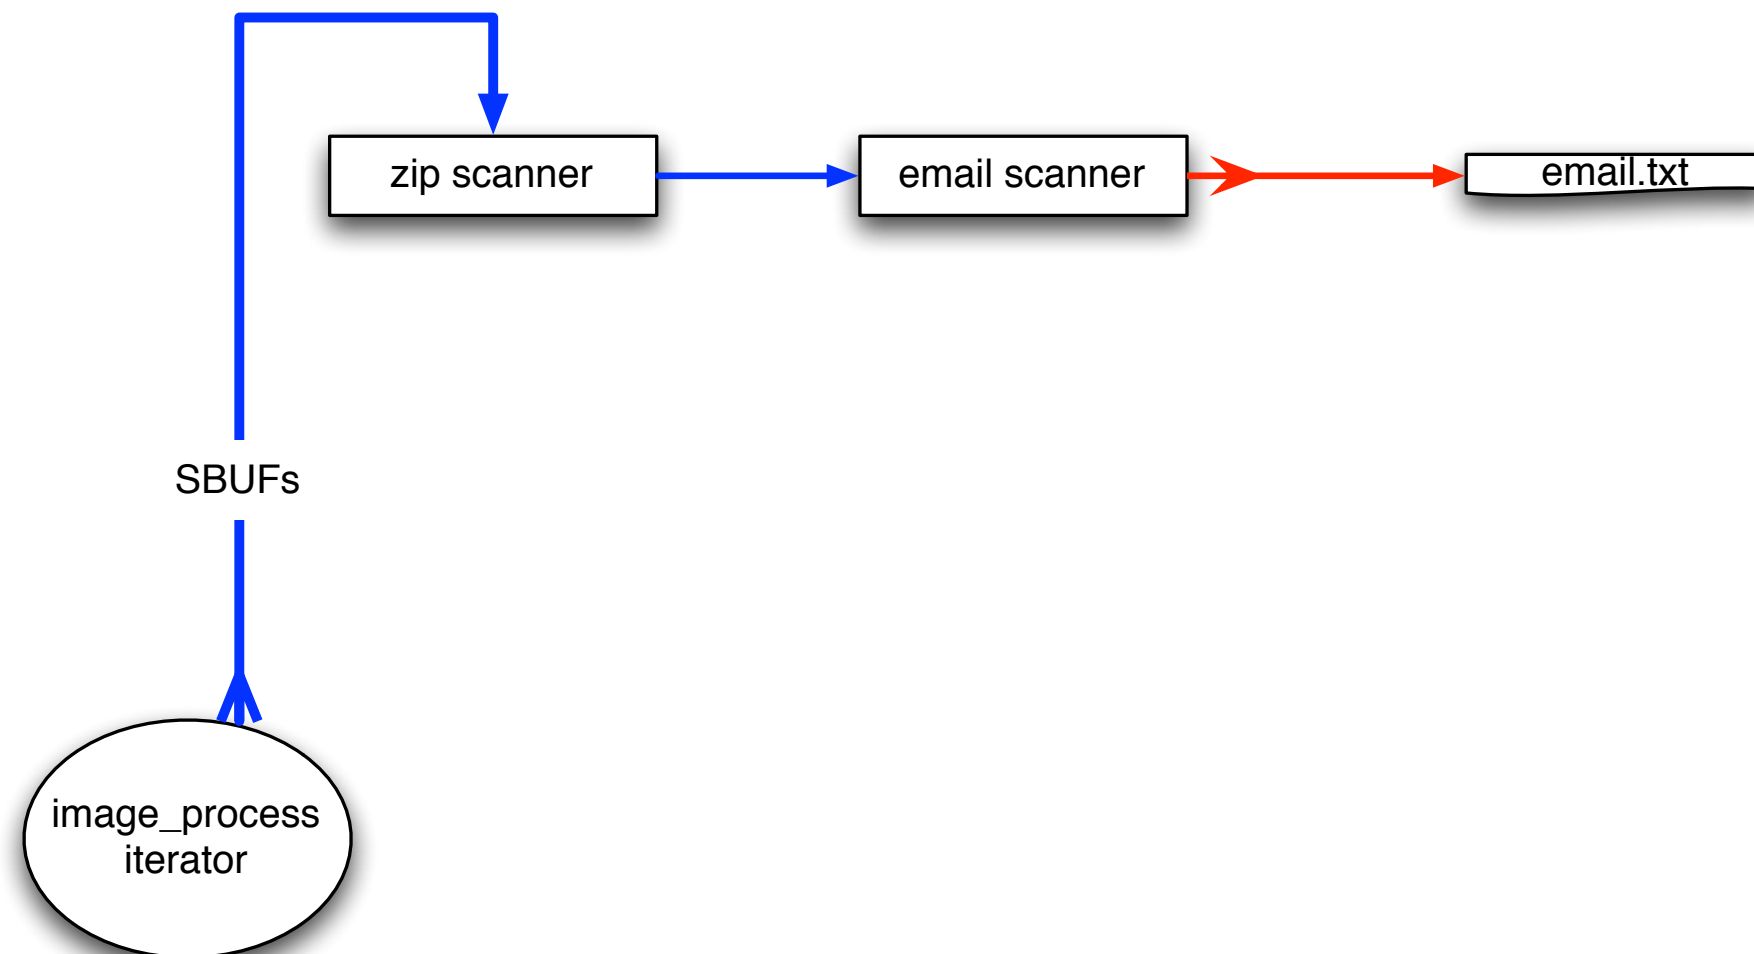 zip scanner
email scanner
email.txt
SBUFs
image_process
iterator